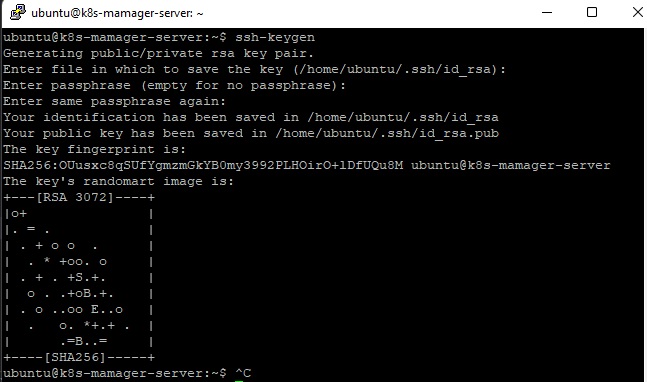 ubuntu@k8s-mamager-server: ~
ubuntu@k8s-mamager-server:~$ ssh-keygen
Generating public/private rsa key pair.
Enter file in which to save the key (/home/ubuntu/.ssh/id_rsa):
Enter passphrase (empty for no passphrase):
Enter same passphrase again:
Your identification has been saved in /home/ubuntu/.ssh/id_rsa
Your public key has been saved in /home/ubuntu/.ssh/id_rsa.pub
The key fingerprint is:
SHA256:OUusxc8qSUfYgmzmGkYB0my3992PLHOirO+lDfUQu8M ubuntu@k8s-mamager-server
The key's randomart image is:
+---[RSA 3072]----+
|o+               |
|. = .            |
| . + o o  .      |
|  . * +oo. o     |
| . + . +S.+.     |
|  o . .+oB.+.    |
| . o ..oo E..o   |
|  .   o. *+.+ .  |
|      .=B..=     |
+----[SHA256]-----+
ubuntu@k8s-mamager-server:~$ ^C